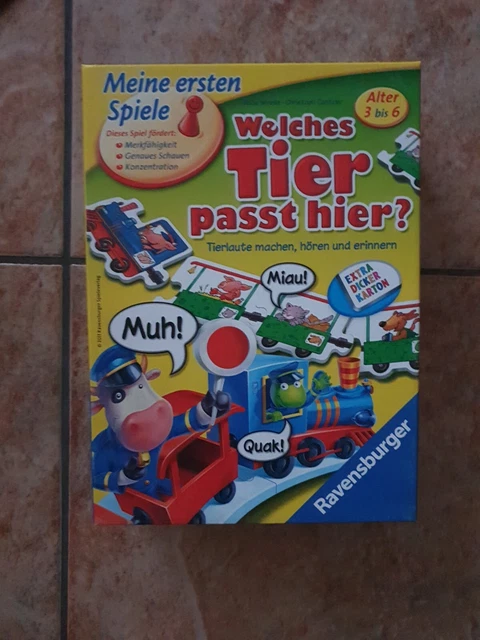 Meine ersten
Spiele
Dieses Spiel fördert:
Merkfähigkeit
Genaues Schauen
Konzentration
Alter
3 bis 6
Welches
Tier
passt hier?
Tierlaute machen, hören und erinnern
Miau!
EXTRA
DICKER
KARTON
Muh!
Quak!
Ravensburger